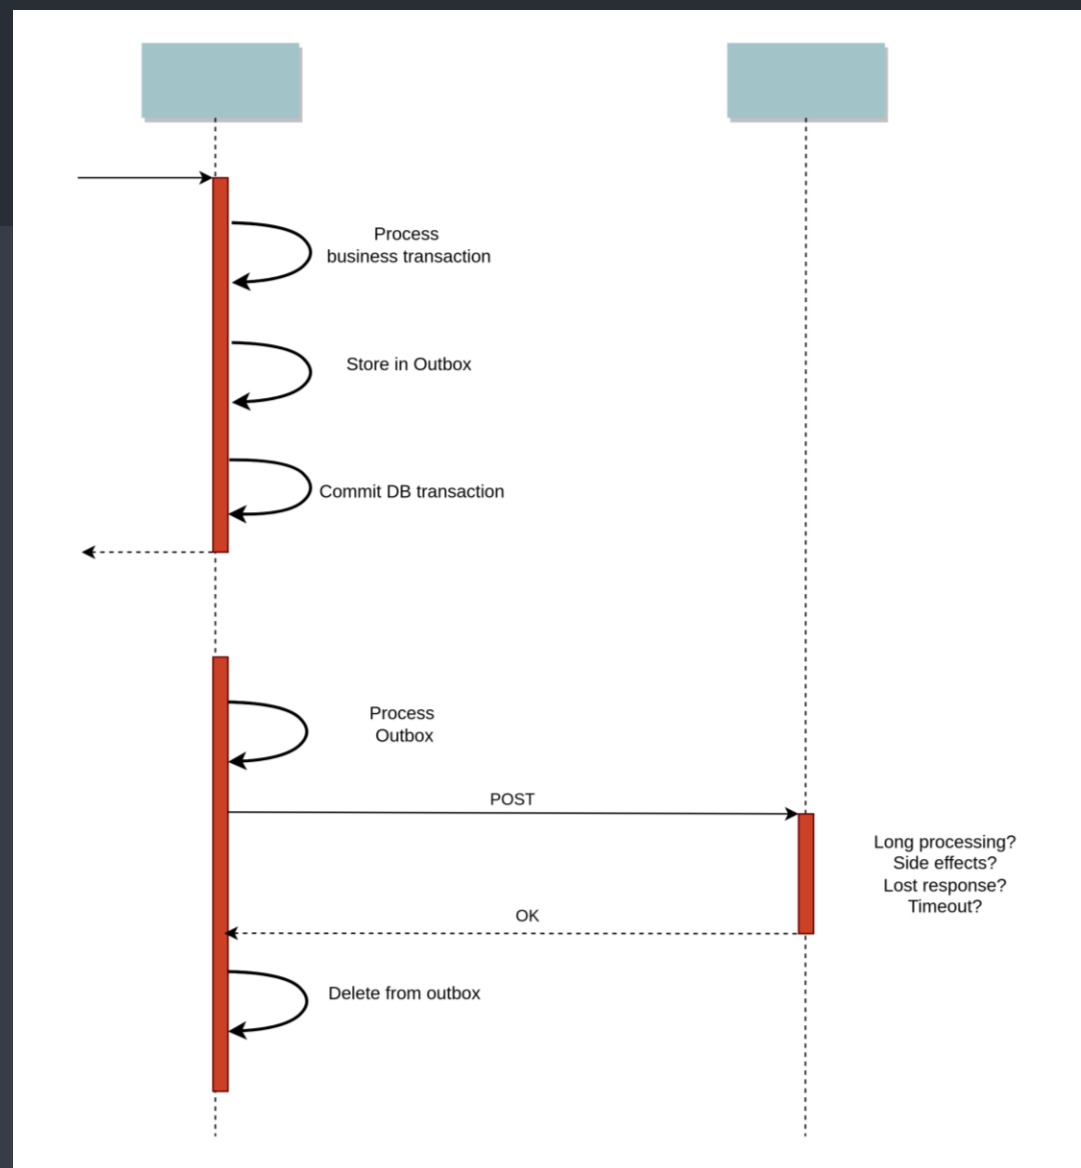 Process
business transaction
Store in Outbox
Commit DB transaction
Process
Outbox
POST
Long processing?
Side effects?
Lost response?
Timeout?
OK
Delete from outbox